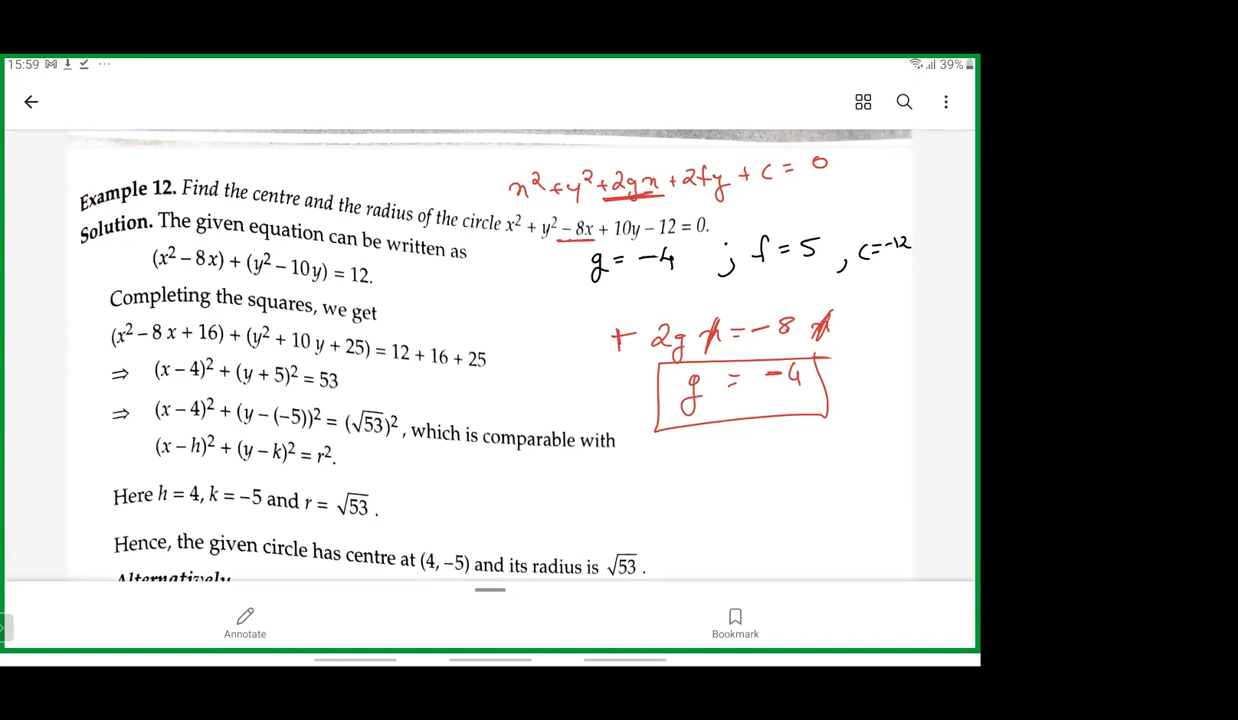 15:59 39%
x² + y² + 2gx + 2fy + c = 0
Example 12. Find the centre and the radius of the circle x² + y² − 8x + 10y − 12 = 0.
Solution. The given equation can be written as
g = −4 ; f = 5 , c = −12
(x² − 8x) + (y² − 10y) = 12.
Completing the squares, we get
(x² − 8x + 16) + (y² + 10y + 25) = 12 + 16 + 25
+ 2gx = −8x
⇒ (x − 4)² + (y + 5)² = 53
g = −4
⇒ (x − 4)² + (y − (−5))² = (√53)², which is comparable with
(x − h)² + (y − k)² = r².
Here h = 4, k = −5 and r = √53.
Hence, the given circle has centre at (4, −5) and its radius is √53.
Alternatively
Annotate Bookmark